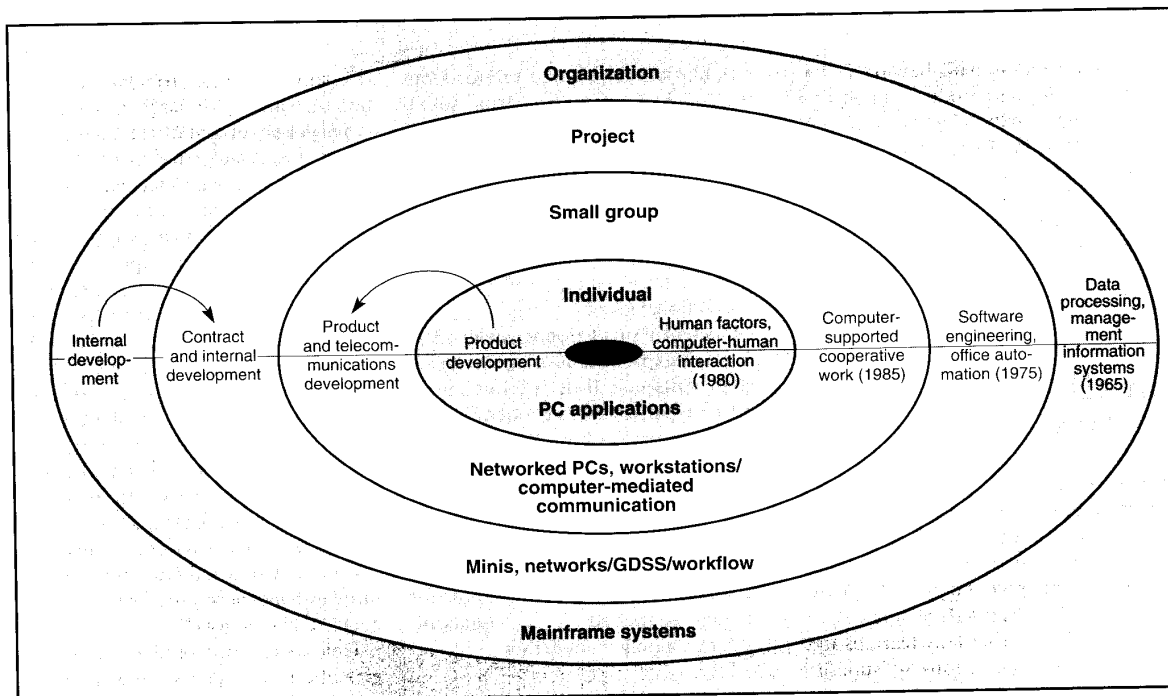 Organization
Project
Small group
Individual
Internal
develop-
ment
Contract
and internal
development
Product
and telecom-
munications
development
Product
development
Human factors,
computer-human
interaction
(1980)
Computer-
supported
cooperative
work (1985)
Software
engineering,
office auto-
mation (1975)
Data
processing,
manage-
ment
information
systems
(1965)
PC applications
Networked PCs, workstations/
computer-mediated
communication
Minis, networks/GDSS/workflow
Mainframe systems